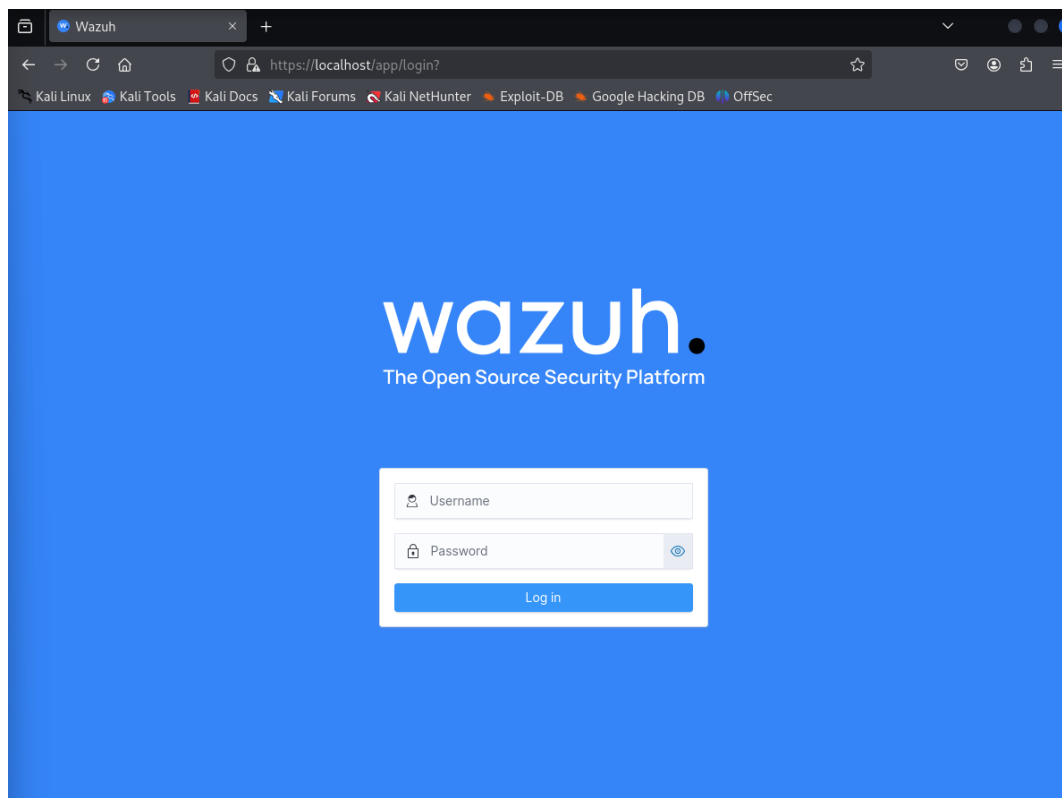 Wazuh
https://localhost/app/login?
Kali Linux Kali Tools Kali Docs Kali Forums Kali NetHunter Exploit-DB Google Hacking DB OffSec
wazuh.
The Open Source Security Platform
Username
Password
Log in